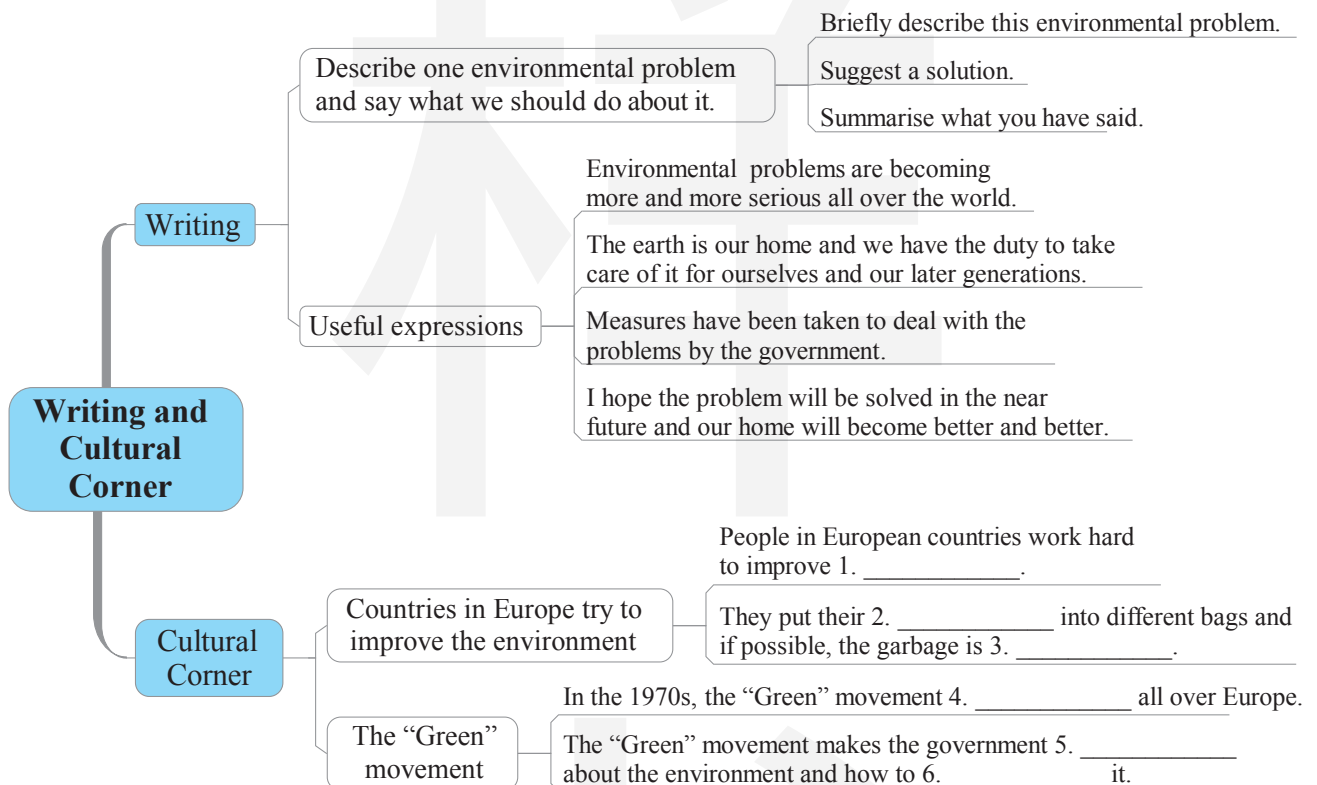 Briefly describe this environmental problem.
Describe one environmental problem
and say what we should do about it.
Suggest a solution.
Summarise what you have said.
Writing
Environmental problems are becoming
more and more serious all over the world.
The earth is our home and we have the duty to take
care of it for ourselves and our later generations.
Useful expressions
Measures have been taken to deal with the
problems by the government.
I hope the problem will be solved in the near
future and our home will become better and better.
Writing and
Cultural
Corner
People in European countries work hard
to improve 1. ____________.
Countries in Europe try to
improve the environment
They put their 2. ____________ into different bags and
if possible, the garbage is 3. ____________.
Cultural
Corner
In the 1970s, the “Green” movement 4. ____________ all over Europe.
The “Green”
movement
The “Green” movement makes the government 5. ____________
about the environment and how to 6. ____________ it.